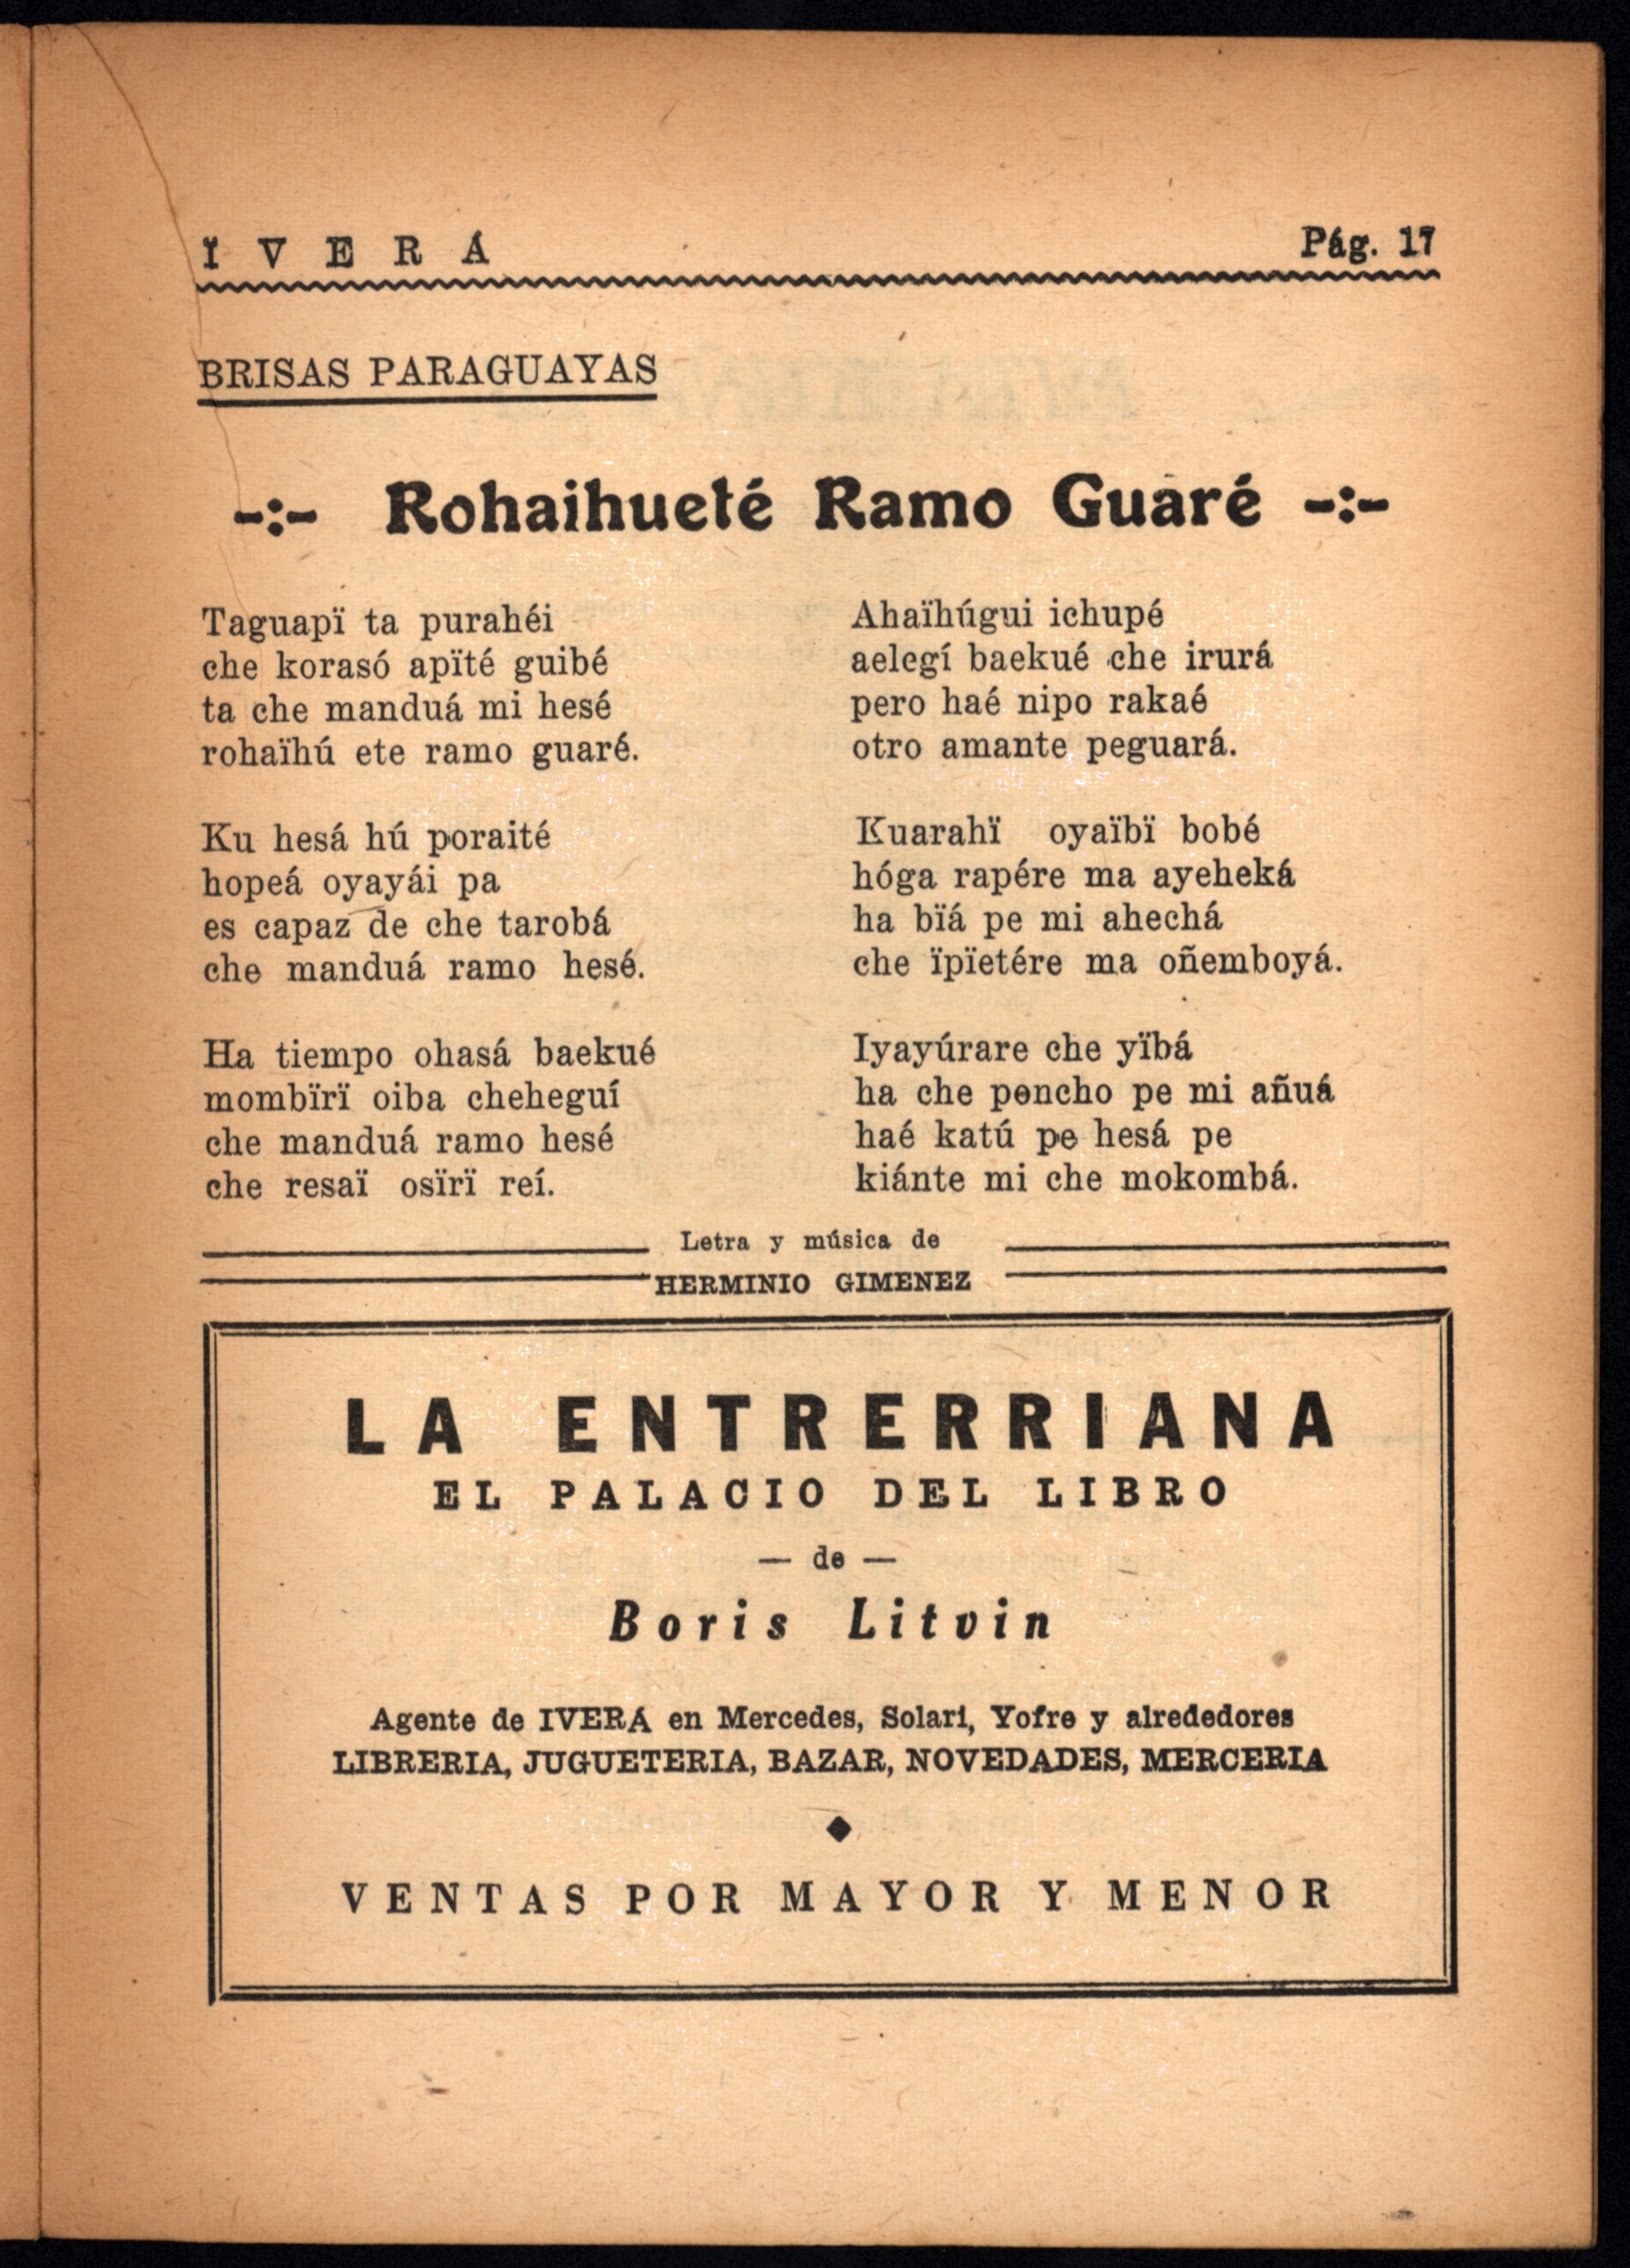 Ï V E R Á
Pág. 17
BRISAS PARAGUAYAS
-:- Rohaihueté Ramo Guaré -:-
Taguapï ta purahéi
che korasó apïté guibé
ta che manduá mi hesé
rohaïhú ete ramo guaré.
Ku hesá hú poraité
hopeá oyayái pa
es capaz de che tarobá
che manduá ramo hesé.
Ha tiempo ohasá baekué
mombïrï oiba cheheguí
che manduá ramo hesé
che resaï osïrï reí.
Ahaïhúgui ichupé
aelegí baekué che irurá
pero haé nipo rakaé
otro amante peguará.
Kuarahï oyaïbï bobé
hóga rapére ma ayeheká
ha bïá pe mi ahechá
che ïpïetére ma oñemboyá.
Iyayúrare che yïbá
ha che poncho pe mi añuá
haé katú pe hesá pe
kiánte mi che mokombá.
Letra y música de
HERMINIO GIMENEZ
LA ENTRERRIANA
EL PALACIO DEL LIBRO
— de —
Boris Litvin
Agente de IVERÁ en Mercedes, Solari, Yofre y alrededores
LIBRERIA, JUGUETERIA, BAZAR, NOVEDADES, MERCERIA
VENTAS POR MAYOR Y MENOR